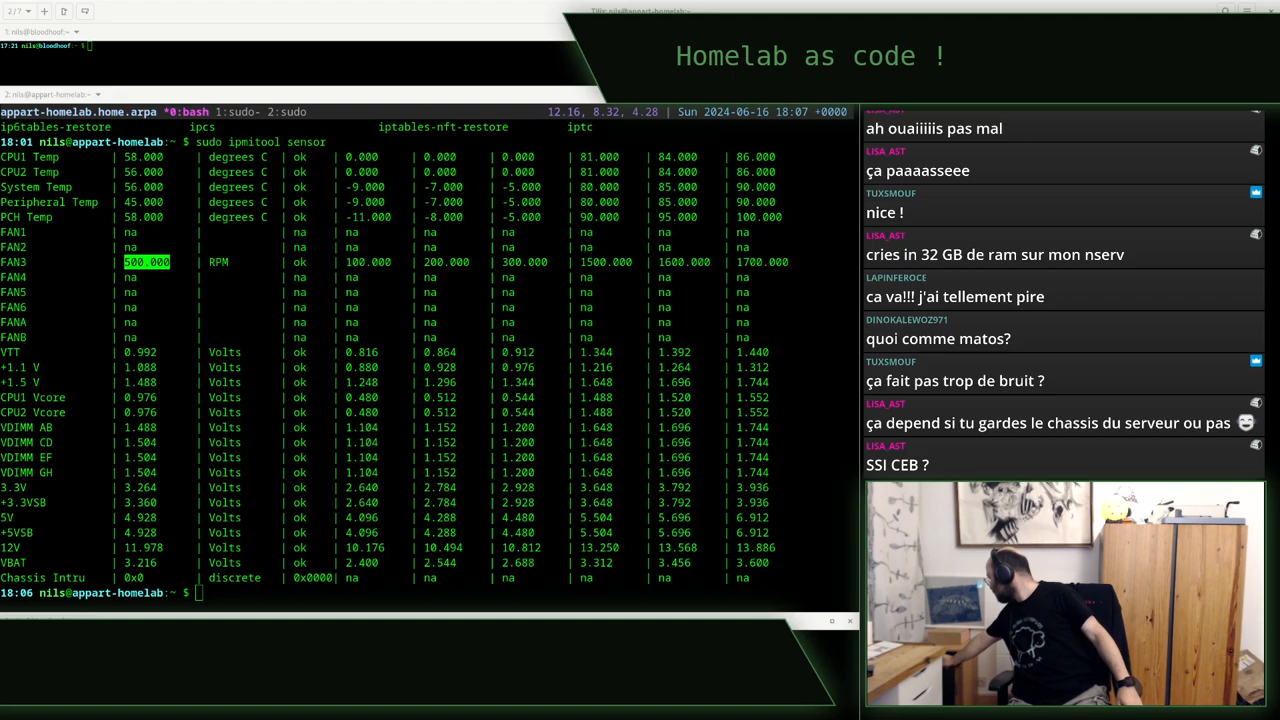 2/7
Tilix: nils@appart-homelab:~
1: nils@bloodhoof:~
17:21 nils@bloodhoof:~ $
Homelab as code !
2: nils@appart-homelab:~
appart-homelab.home.arpa *0:bash 1:sudo- 2:sudo 12.16, 8.32, 4.28 | Sun 2024-06-16 18:07 +0000
ip6tables-restore ipcs iptables-nft-restore iptc
18:01 nils@appart-homelab:~ $ sudo ipmitool sensor
CPU1 Temp | 58.000 | degrees C | ok | 0.000 | 0.000 | 0.000 | 81.000 | 84.000 | 86.000
CPU2 Temp | 56.000 | degrees C | ok | 0.000 | 0.000 | 0.000 | 81.000 | 84.000 | 86.000
System Temp | 56.000 | degrees C | ok | -9.000 | -7.000 | -5.000 | 80.000 | 85.000 | 90.000
Peripheral Temp | 45.000 | degrees C | ok | -9.000 | -7.000 | -5.000 | 80.000 | 85.000 | 90.000
PCH Temp | 58.000 | degrees C | ok | -11.000 | -8.000 | -5.000 | 90.000 | 95.000 | 100.000
FAN1 | na | | na | na | na | na | na | na | na
FAN2 | na | | na | na | na | na | na | na | na
FAN3 | 500.000 | RPM | ok | 100.000 | 200.000 | 300.000 | 1500.000 | 1600.000 | 1700.000
FAN4 | na | | na | na | na | na | na | na | na
FAN5 | na | | na | na | na | na | na | na | na
FAN6 | na | | na | na | na | na | na | na | na
FANA | na | | na | na | na | na | na | na | na
FANB | na | | na | na | na | na | na | na | na
VTT | 0.992 | Volts | ok | 0.816 | 0.864 | 0.912 | 1.344 | 1.392 | 1.440
+1.1 V | 1.088 | Volts | ok | 0.880 | 0.928 | 0.976 | 1.216 | 1.264 | 1.312
+1.5 V | 1.488 | Volts | ok | 1.248 | 1.296 | 1.344 | 1.648 | 1.696 | 1.744
CPU1 Vcore | 0.976 | Volts | ok | 0.480 | 0.512 | 0.544 | 1.488 | 1.520 | 1.552
CPU2 Vcore | 0.976 | Volts | ok | 0.480 | 0.512 | 0.544 | 1.488 | 1.520 | 1.552
VDIMM AB | 1.488 | Volts | ok | 1.104 | 1.152 | 1.200 | 1.648 | 1.696 | 1.744
VDIMM CD | 1.504 | Volts | ok | 1.104 | 1.152 | 1.200 | 1.648 | 1.696 | 1.744
VDIMM EF | 1.504 | Volts | ok | 1.104 | 1.152 | 1.200 | 1.648 | 1.696 | 1.744
VDIMM GH | 1.504 | Volts | ok | 1.104 | 1.152 | 1.200 | 1.648 | 1.696 | 1.744
3.3V | 3.264 | Volts | ok | 2.640 | 2.784 | 2.928 | 3.648 | 3.792 | 3.936
+3.3VSB | 3.360 | Volts | ok | 2.640 | 2.784 | 2.928 | 3.648 | 3.792 | 3.936
5V | 4.928 | Volts | ok | 4.096 | 4.288 | 4.480 | 5.504 | 5.696 | 6.912
+5VSB | 4.928 | Volts | ok | 4.096 | 4.288 | 4.480 | 5.504 | 5.696 | 6.912
12V | 11.978 | Volts | ok | 10.176 | 10.494 | 10.812 | 13.250 | 13.568 | 13.886
VBAT | 3.216 | Volts | ok | 2.400 | 2.544 | 2.688 | 3.312 | 3.456 | 3.600
Chassis Intru | 0x0 | discrete | 0x0000| na | na | na | na | na | na
18:06 nils@appart-homelab:~ $
ah ouaiiiis pas mal
LISA_AST
ça paaaasseee
TUXSMOUF
nice !
LISA_AST
cries in 32 GB de ram sur mon nserv
LAPINFEROCE
ca va!!! j'ai tellement pire
DINOKALEWOZ971
quoi comme matos?
TUXSMOUF
ça fait pas trop de bruit ?
LISA_AST
ça depend si tu gardes le chassis du serveur ou pas
LISA_AST
SSI CEB ?